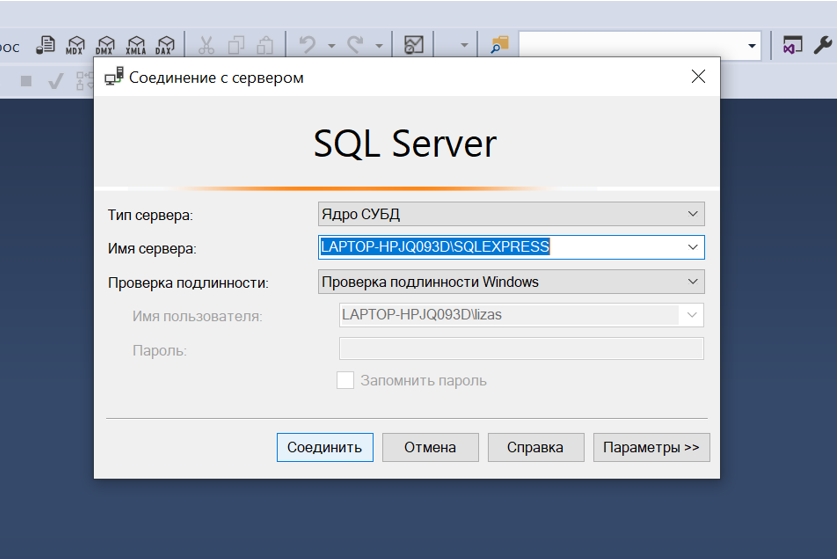 рос
MDX
DMX
XMLA
DAX
Соединение с сервером
SQL Server
Тип сервера:
Ядро СУБД
Имя сервера:
LAPTOP-HPJQ093D\SQLEXPRESS
Проверка подлинности:
Проверка подлинности Windows
Имя пользователя:
LAPTOP-HPJQ093D\lizas
Пароль:
Запомнить пароль
Соединить
Отмена
Справка
Параметры >>